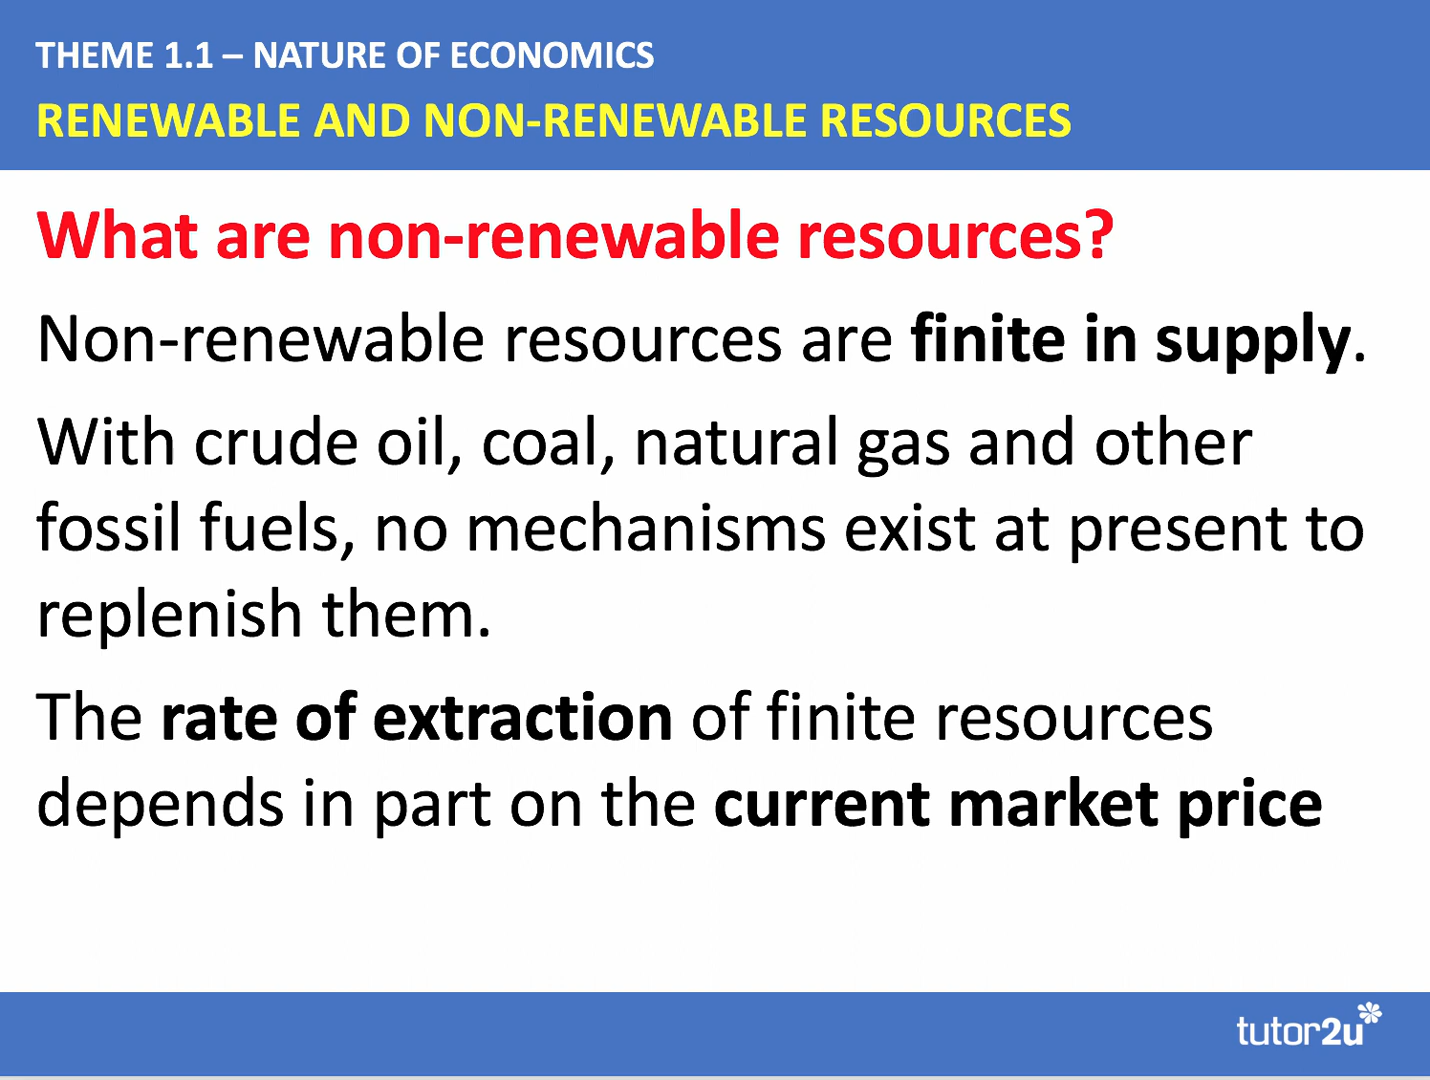 THEME 1.1 – NATURE OF ECONOMICS
RENEWABLE AND NON-RENEWABLE RESOURCES
What are non-renewable resources?
Non-renewable resources are finite in supply.
With crude oil, coal, natural gas and other
fossil fuels, no mechanisms exist at present to
replenish them.
The rate of extraction of finite resources
depends in part on the current market price
tutor2u